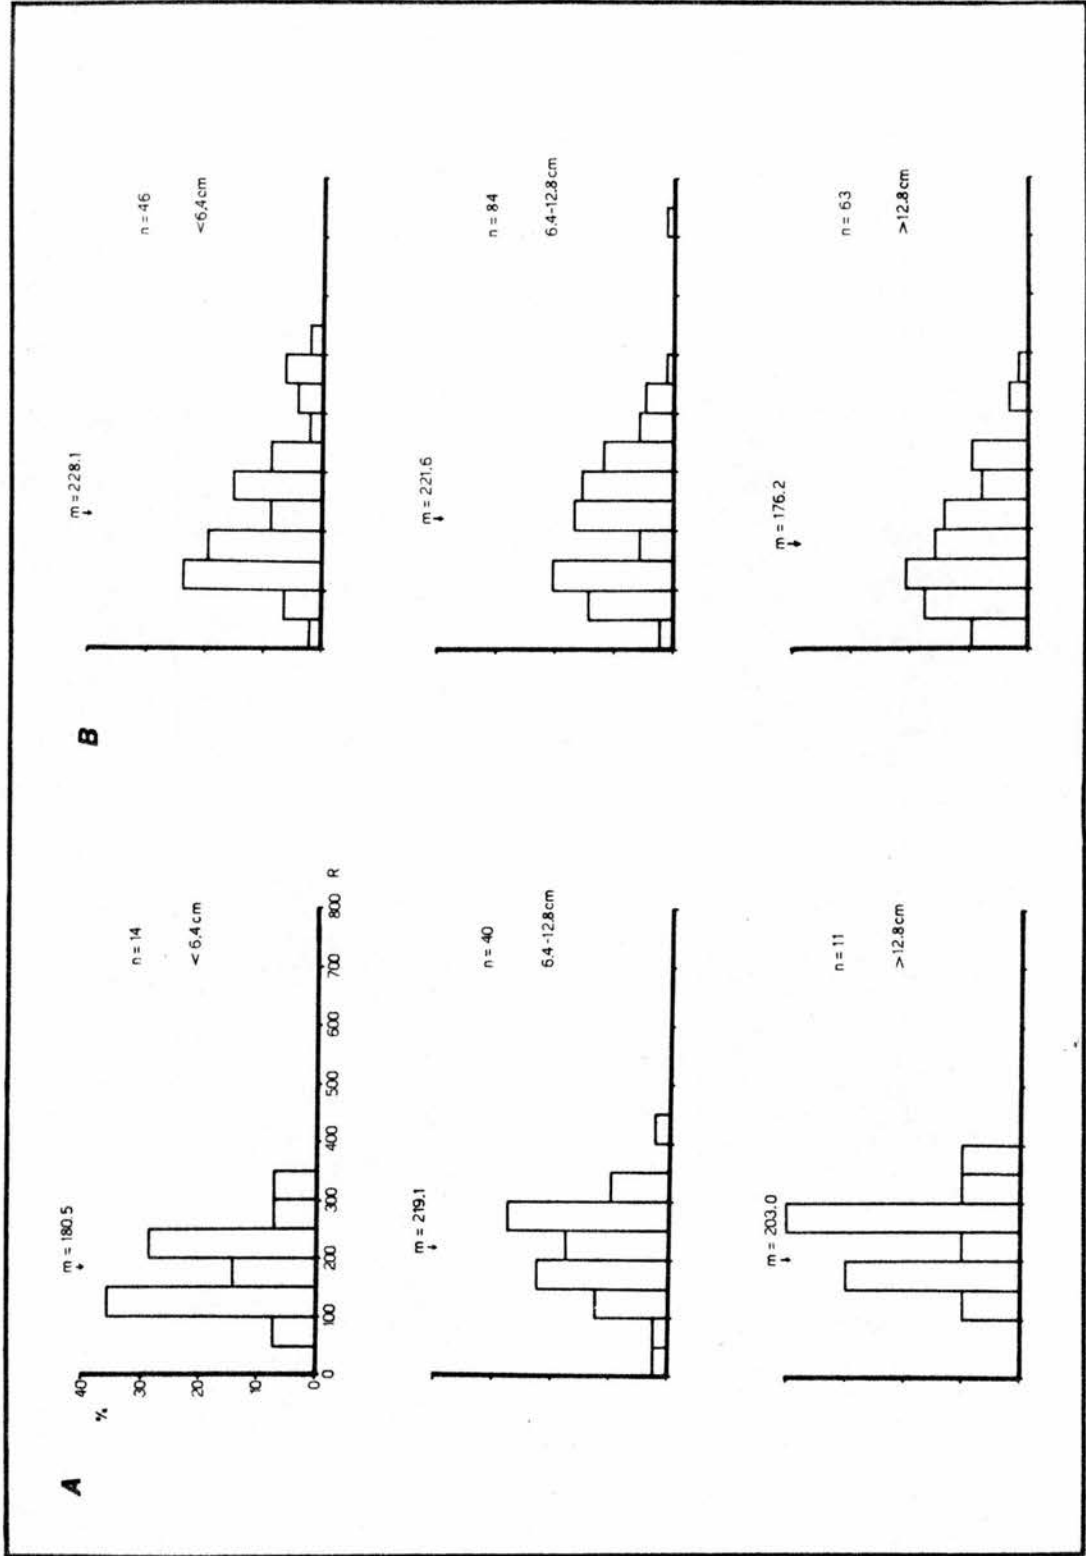 A
%
40
30
20
10
0
m = 180.5
n = 14
< 6.4 cm
0 100 200 300 400 500 600 700 800 R
m = 219.1
n = 40
6.4 - 12.8 cm
m = 203.0
n = 11
> 12.8 cm
B
m = 228.1
n = 46
< 6.4 cm
m = 221.6
n = 84
6.4 - 12.8 cm
m = 176.2
n = 63
> 12.8 cm